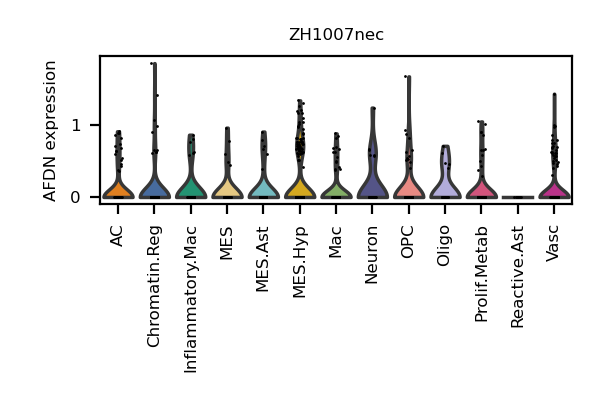 ZH1007nec
AFDN expression
1
0
AC
Chromatin.Reg
Inflammatory.Mac
MES
MES.Ast
MES.Hyp
Mac
Neuron
OPC
Oligo
Prolif.Metab
Reactive.Ast
Vasc